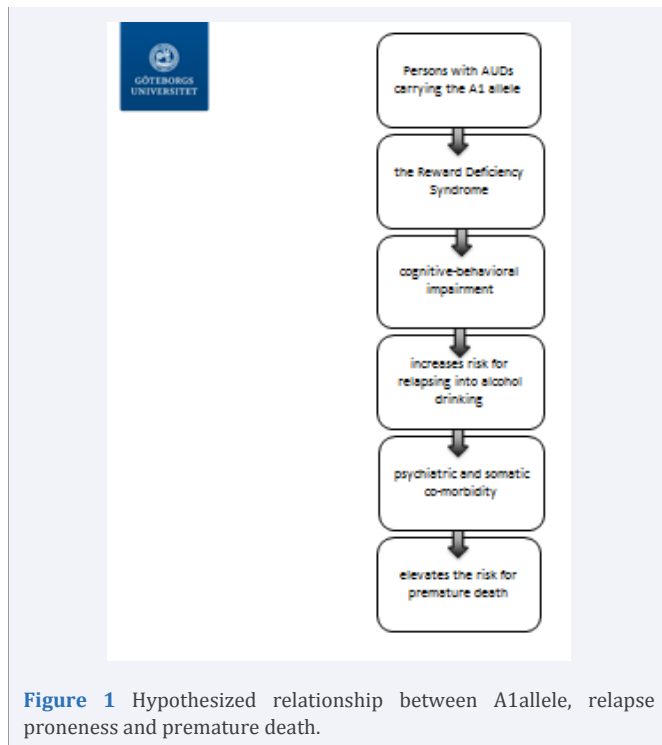 GÖTEBORGS
UNIVERSITET
Persons with AUDs
carrying the A1 allele
the Reward Deficiency
Syndrome
cognitive-behavioral
impairment
increases risk for
relapsing into alcohol
drinking
psychiatric and somatic
co-morbidity
elevates the risk for
premature death
Figure 1 Hypothesized relationship between A1allele, relapse
proneness and premature death.